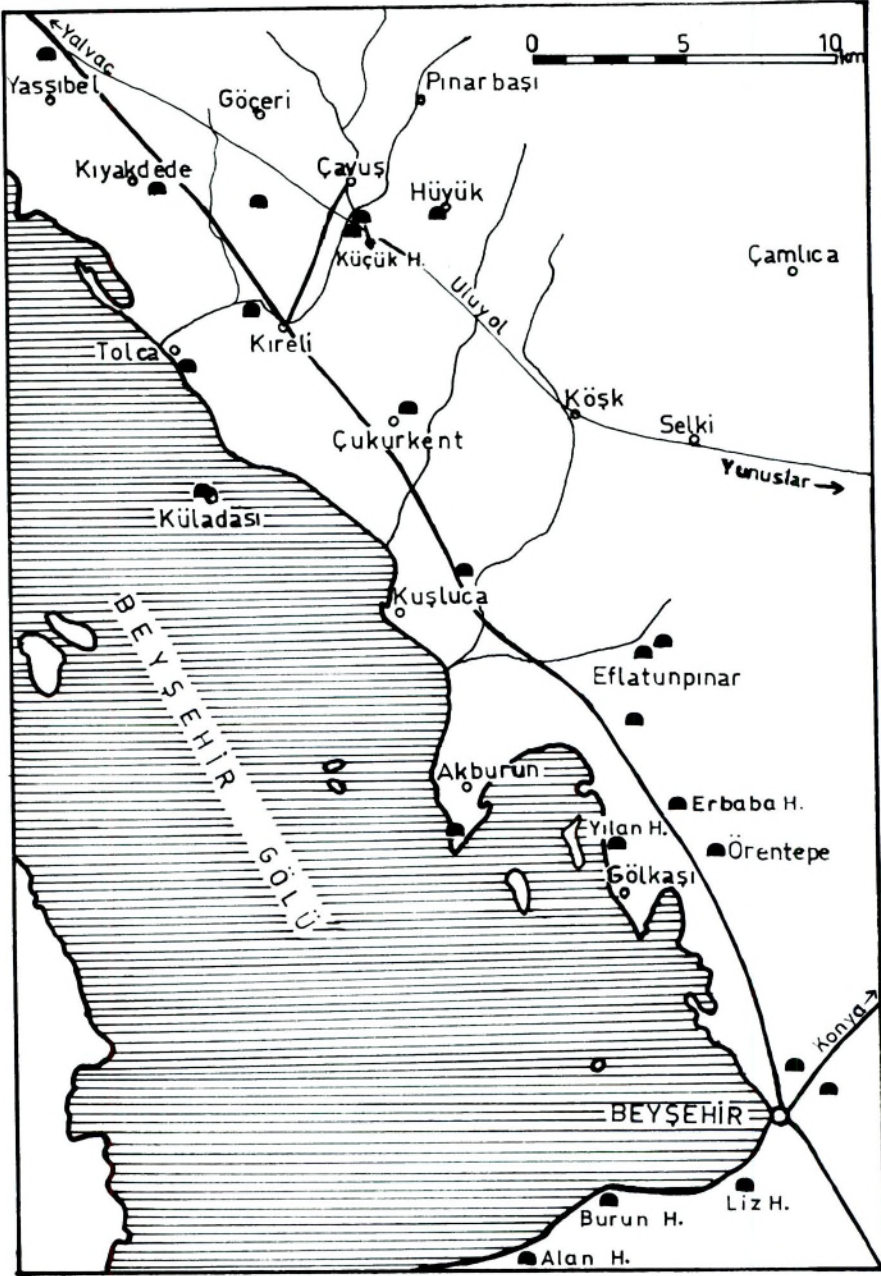 ←Yalvaç
0 5 10 km
Yassıbel
Göçeri
Pınarbaşı
Kıyakdede
Çavuş
Hüyük
Küçük H.
Çamlıca
Uluyol
Tolca
Kıreli
Köşk
Çukurkent
Selki
Yunuslar→
Küladası
Kuşluca
BEYŞEHİR GÖLÜ
Eflatunpınar
Akburun
Erbaba H.
Yılan H.
Örentepe
Gölkaşı
Konya→
BEYŞEHİR
Liz H.
Burun H.
Alan H.